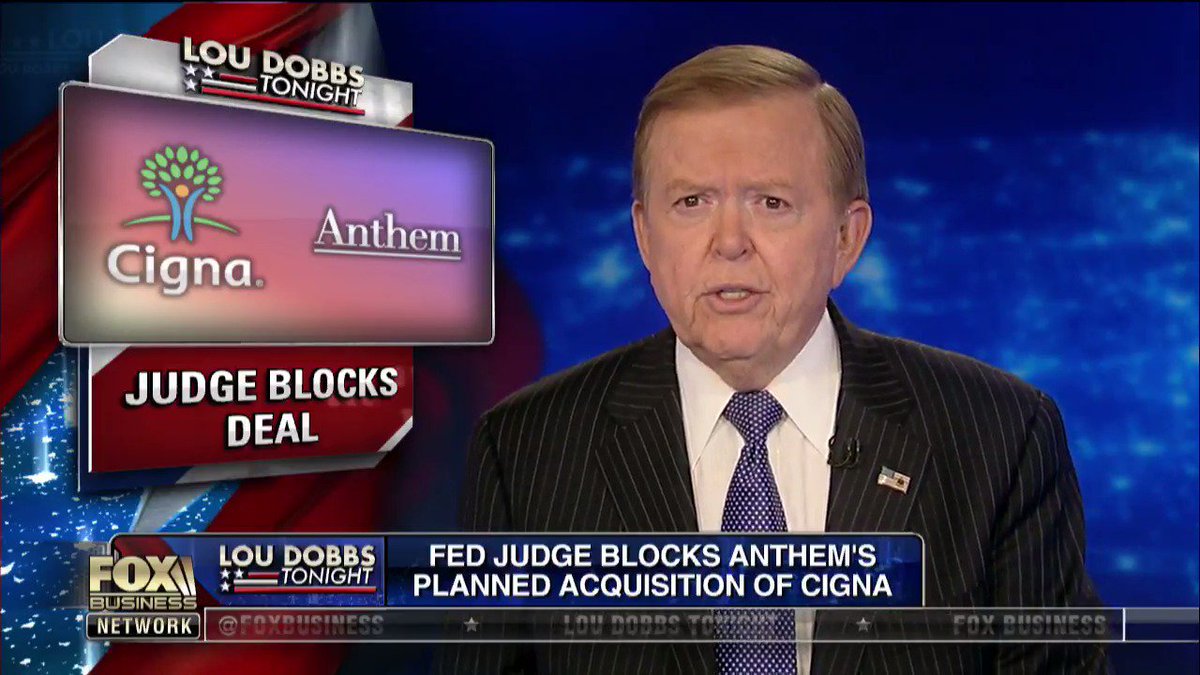 LOU DOBBS
TONIGHT
Cigna®
Anthem
JUDGE BLOCKS
DEAL
FOX
BUSINESS
NETWORK
LOU DOBBS
TONIGHT
FED JUDGE BLOCKS ANTHEM'S
PLANNED ACQUISITION OF CIGNA
@FOXBUSINESS ★ LOU DOBBS TONIGHT ★ FOX BUSINESS